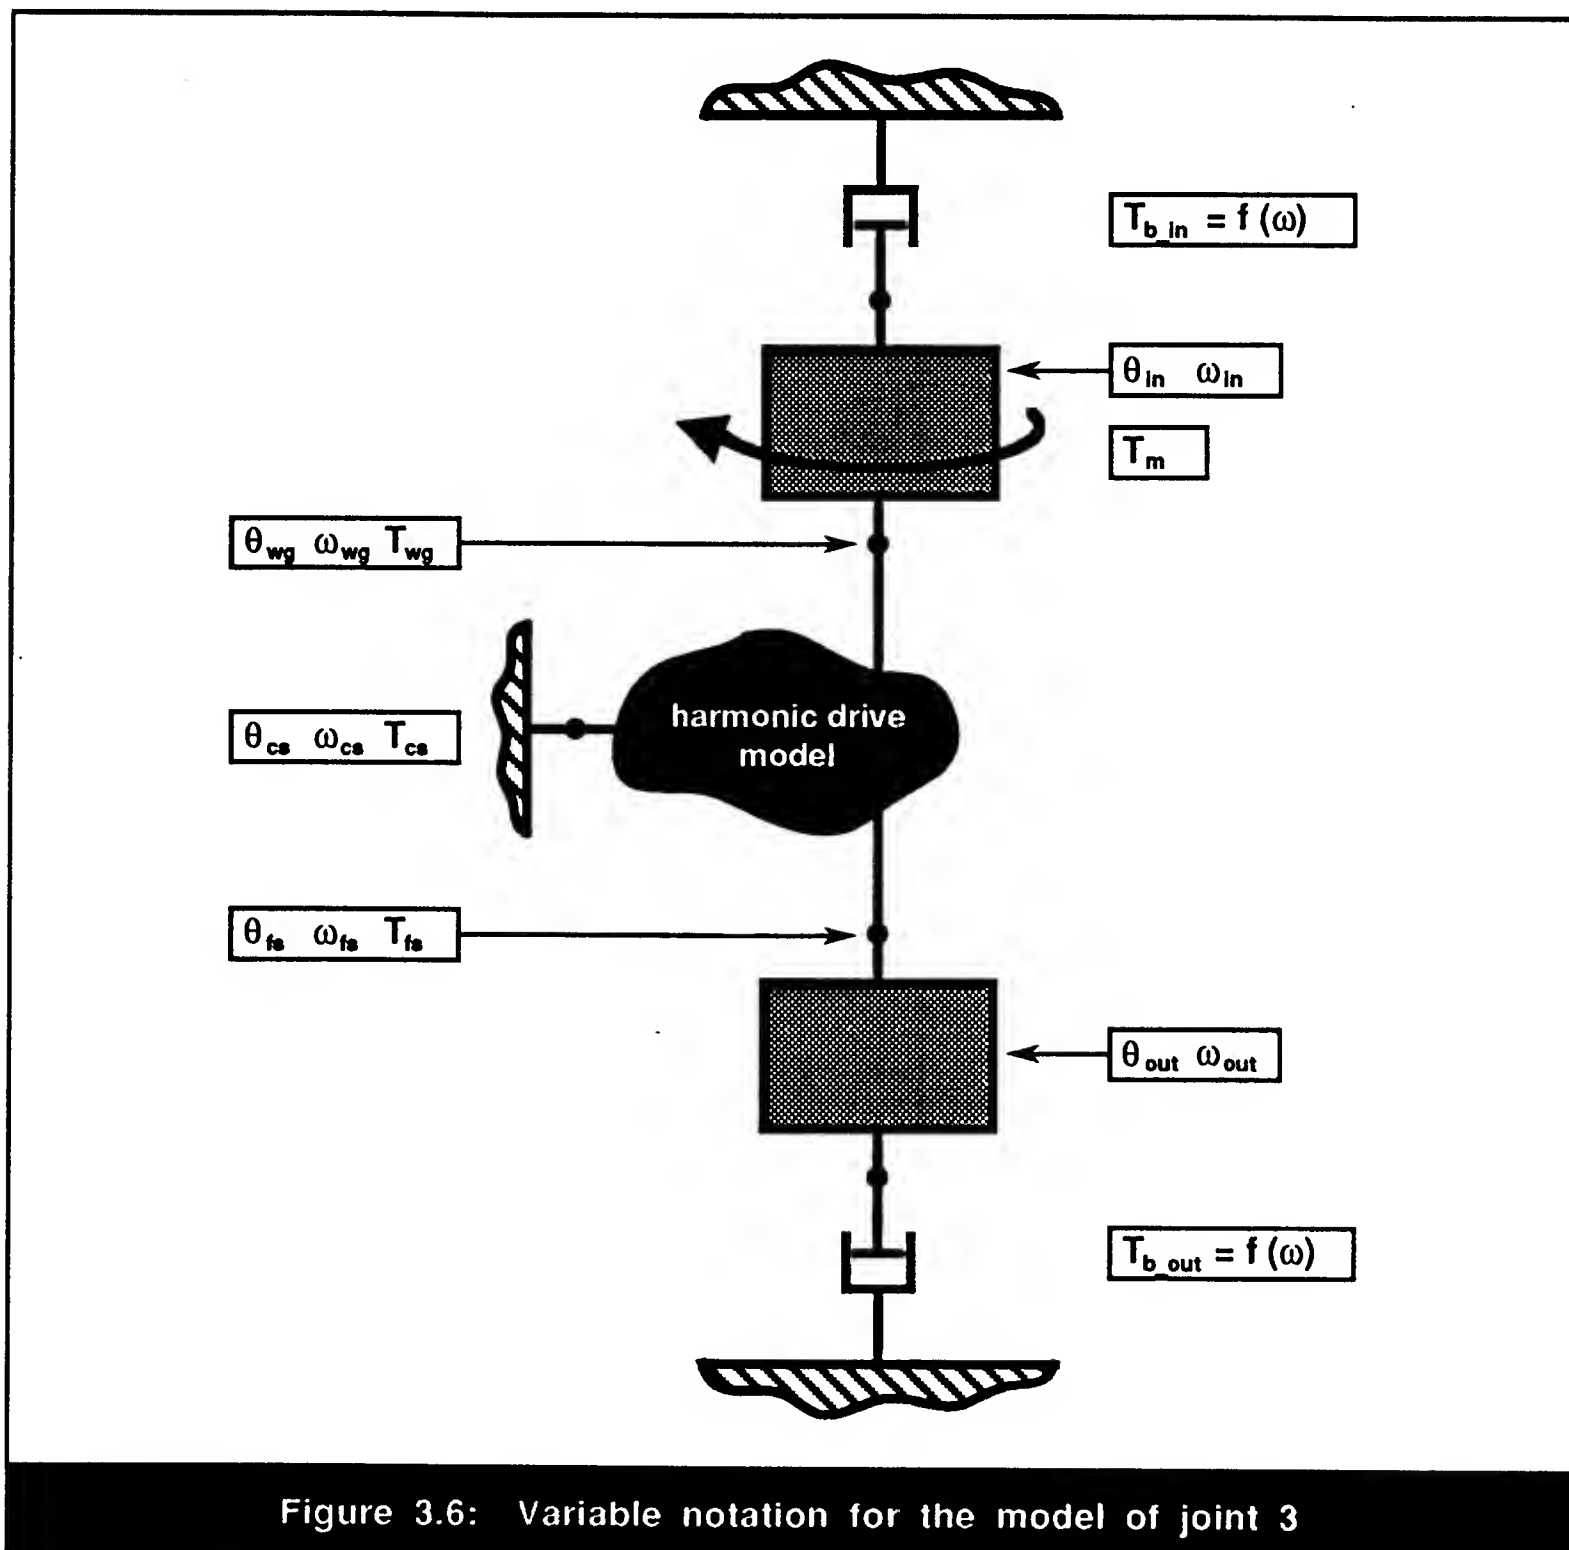 T_b_in = f (ω)
θ_in ω_in
T_m
θ_wg ω_wg T_wg
harmonic drive
model
θ_cs ω_cs T_cs
θ_fs ω_fs T_fs
θ_out ω_out
T_b_out = f (ω)
Figure 3.6: Variable notation for the model of joint 3